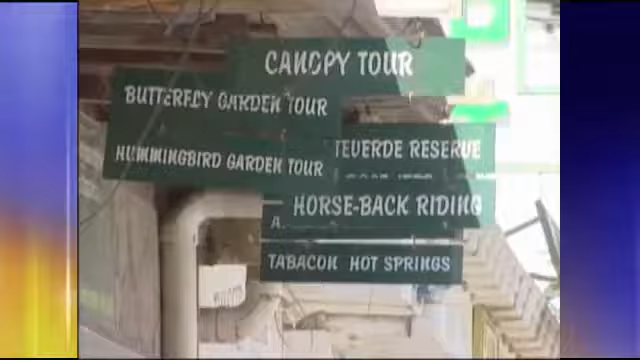 CANOPY TOUR
BUTTERFLY GARDEN TOUR
TEVERDE RESERVE
HUMMINGBIRD GARDEN TOUR
HORSE-BACK RIDING
A.
TABACON HOT SPRINGS